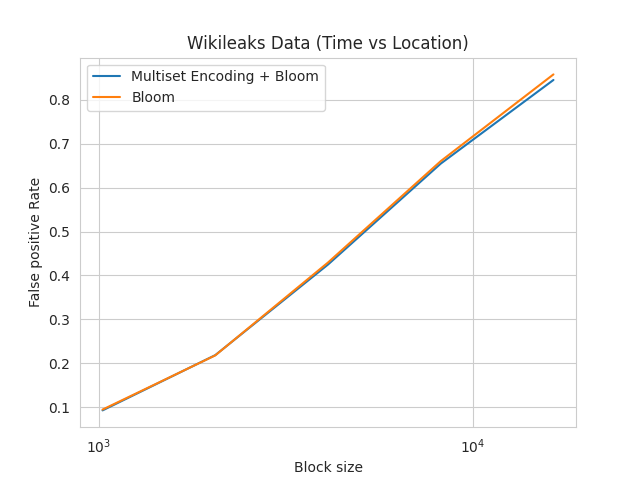 Wikileaks Data (Time vs Location)
Multiset Encoding + Bloom
Bloom
False positive Rate
0.8
0.7
0.6
0.5
0.4
0.3
0.2
0.1
10³
10⁴
Block size